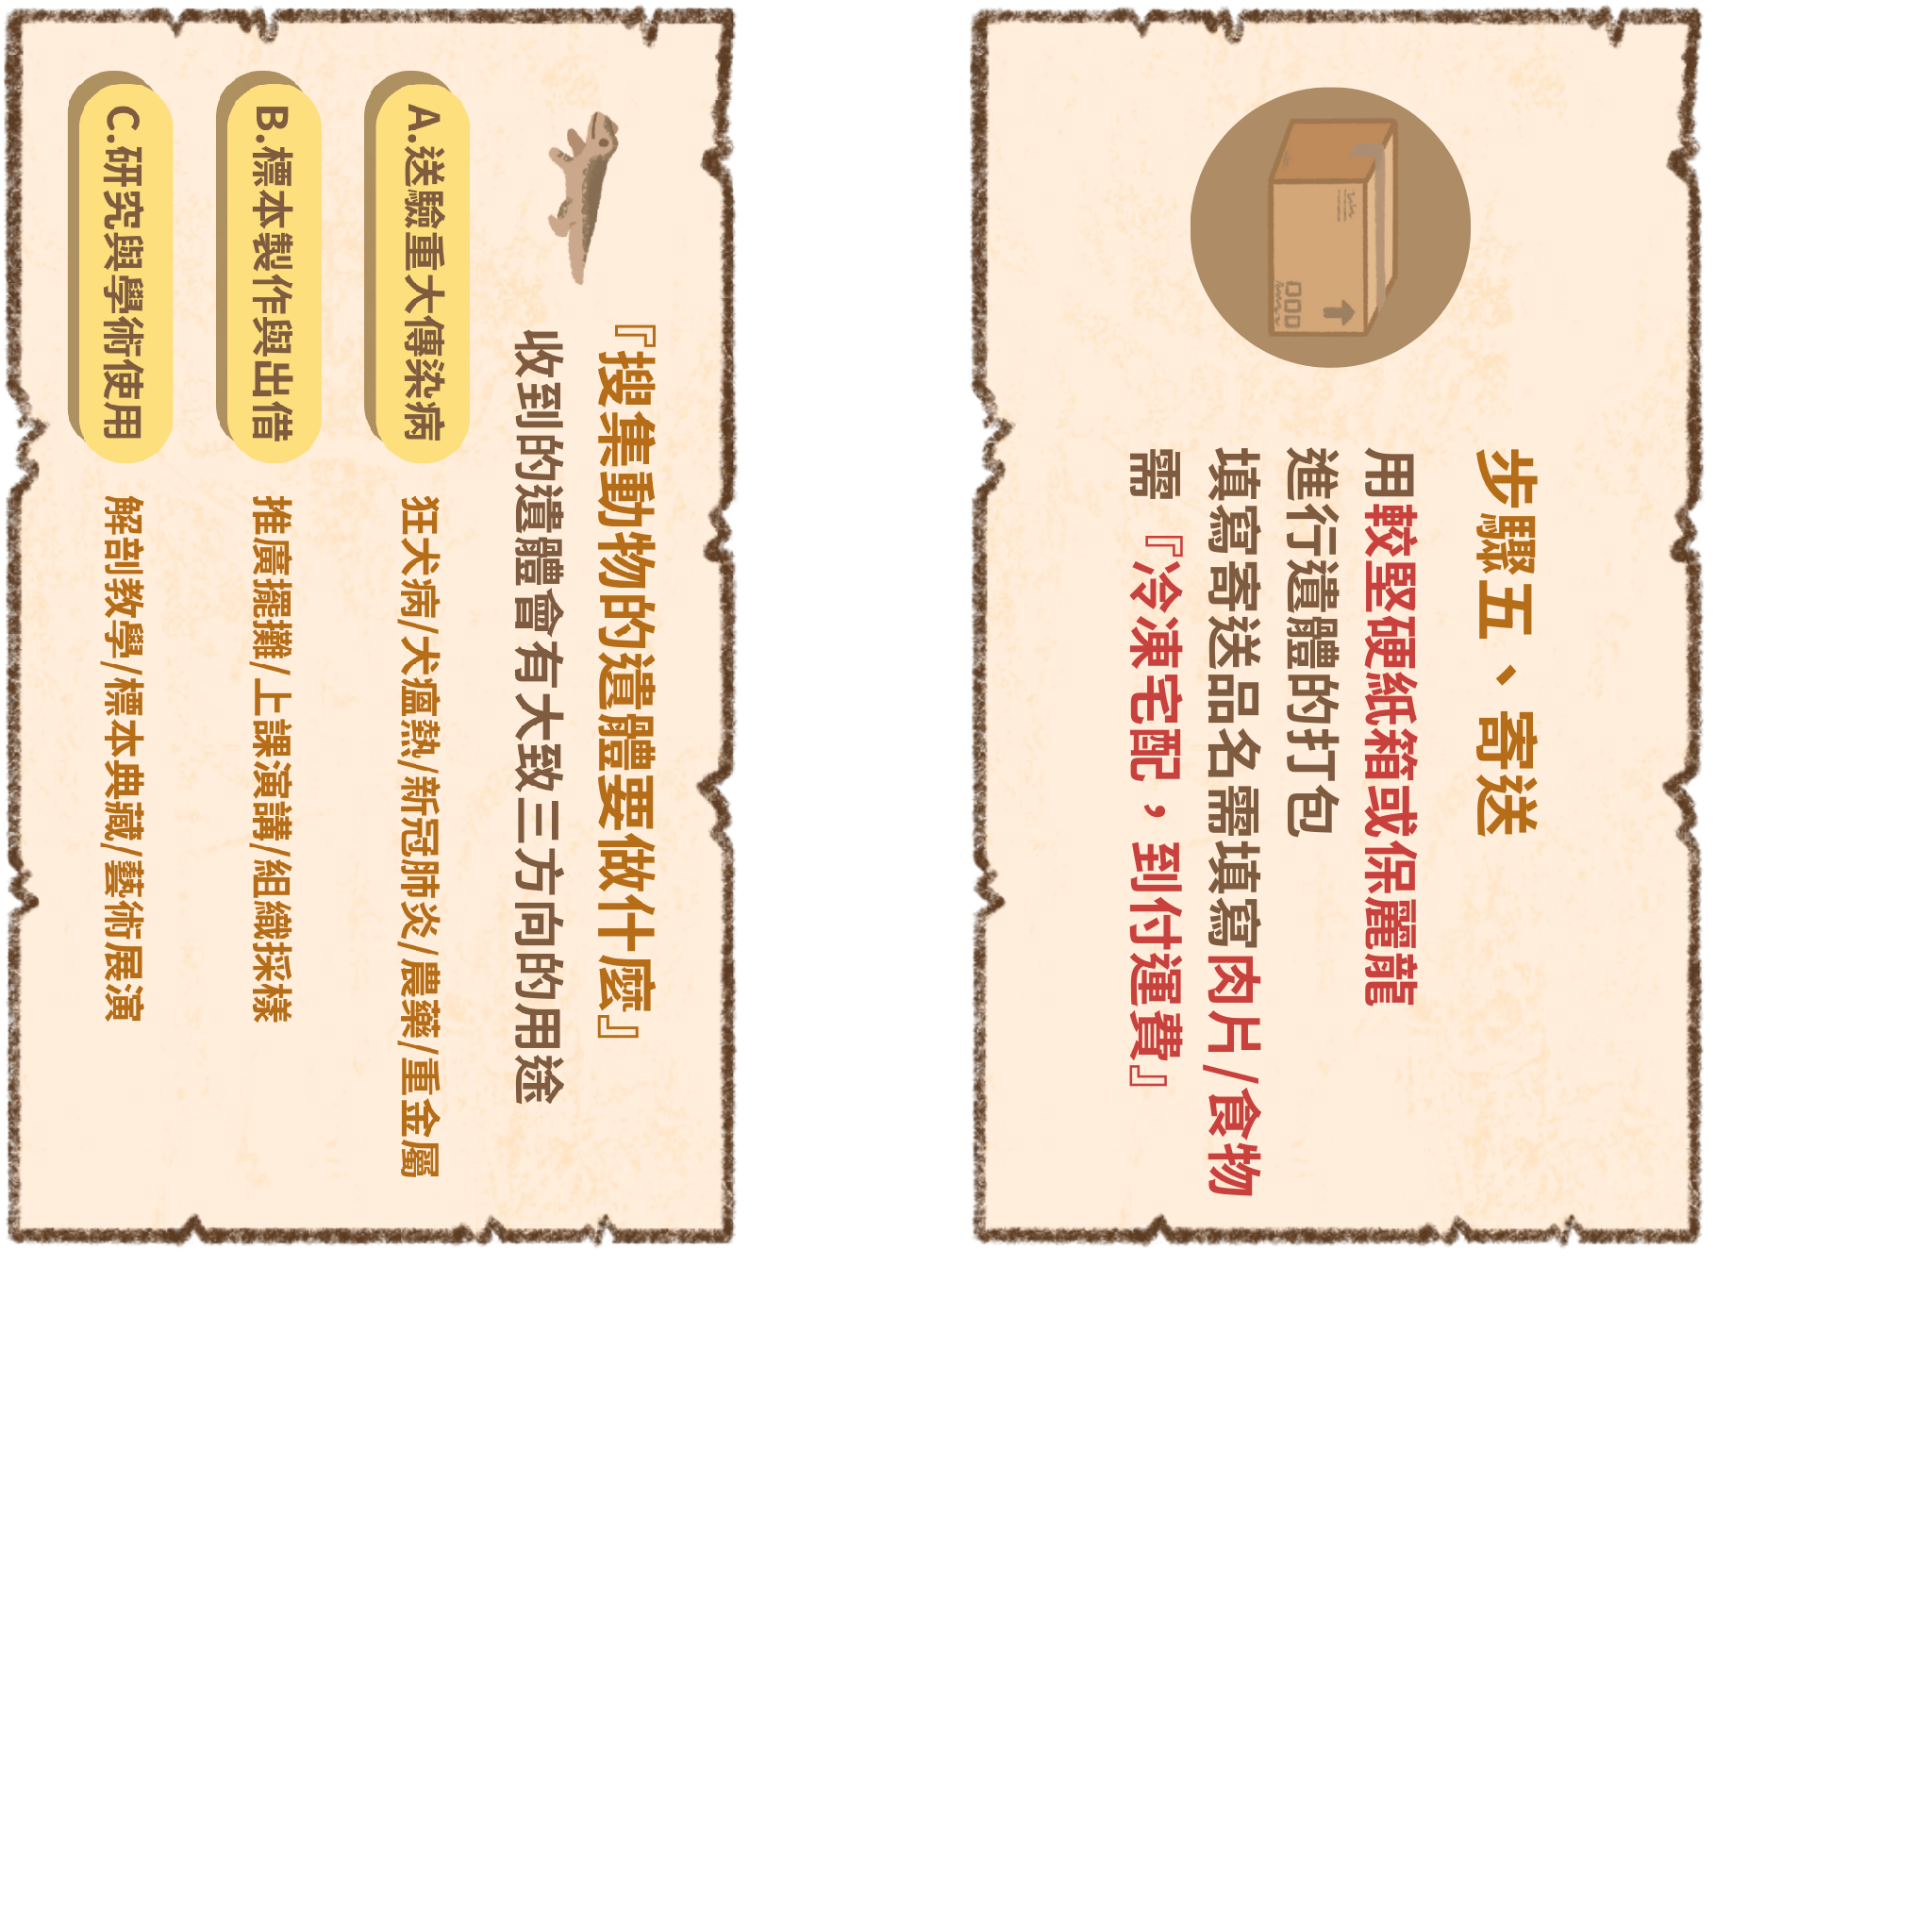 步驟五、寄送
用較堅硬紙箱或保麗龍
進行遺體的打包
填寫寄送品名需填寫肉片/食物
需『冷凍宅配，到付運費』
『搜集動物的遺體要做什麼』
收到的遺體會有大致三方向的用途
A.送驗重大傳染病
狂犬病/犬瘟熱/新冠肺炎/農藥/重金屬
B.標本製作與出借
推廣擺攤/上課演講/組織採樣
C.研究與學術使用
解剖教學/標本典藏/藝術展演